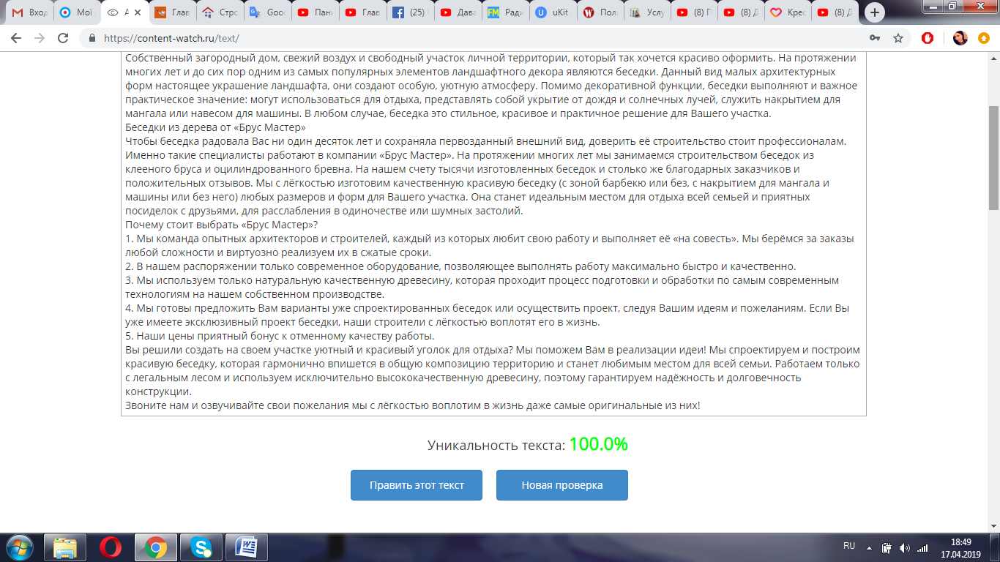 Вход
Мої
А
Глав
Стро
Goog
Пани
Глав
(25)
Дава
Ради
uKit
Поли
Услу
(8) П
(8) Д
Крес
(8) Д
https://content-watch.ru/text/
Собственный загородный дом, свежий воздух и свободный участок личной территории, который так хочется красиво оформить. На протяжении
многих лет и до сих пор одним из самых популярных элементов ландшафтного декора являются беседки. Данный вид малых архитектурных
форм настоящее украшение ландшафта, они создают особую, уютную атмосферу. Помимо декоративной функции, беседки выполняют и важное
практическое значение: могут использоваться для отдыха, представлять собой укрытие от дождя и солнечных лучей, служить накрытием для
мангала или навесом для машины. В любом случае, беседка это стильное, красивое и практичное решение для Вашего участка.
Беседки из дерева от «Брус Мастер»
Чтобы беседка радовала Вас ни один десяток лет и сохраняла первозданный внешний вид, доверить её строительство стоит профессионалам.
Именно такие специалисты работают в компании «Брус Мастер». На протяжении многих лет мы занимаемся строительством беседок из
клееного бруса и оцилиндрованного бревна. На нашем счету тысячи изготовленных беседок и столько же благодарных заказчиков и
положительных отзывов. Мы с лёгкостью изготовим качественную красивую беседку (с зоной барбекю или без, с накрытием для мангала и
машины или без него) любых размеров и форм для Вашего участка. Она станет идеальным местом для отдыха всей семьей и приятных
посиделок с друзьями, для расслабления в одиночестве или шумных застолий.
Почему стоит выбрать «Брус Мастер»?
1. Мы команда опытных архитекторов и строителей, каждый из которых любит свою работу и выполняет её «на совесть». Мы берёмся за заказы
любой сложности и виртуозно реализуем их в сжатые сроки.
2. В нашем распоряжении только современное оборудование, позволяющее выполнять работу максимально быстро и качественно.
3. Мы используем только натуральную качественную древесину, которая проходит процесс подготовки и обработки по самым современным
технологиям на нашем собственном производстве.
4. Мы готовы предложить Вам варианты уже спроектированных беседок или осуществить проект, следуя Вашим идеям и пожеланиям. Если Вы
уже имеете эксклюзивный проект беседки, наши строители с лёгкостью воплотят его в жизнь.
5. Наши цены приятный бонус к отменному качеству работы.
Вы решили создать на своем участке уютный и красивый уголок для отдыха? Мы поможем Вам в реализации идеи! Мы спроектируем и построим
красивую беседку, которая гармонично впишется в общую композицию территорию и станет любимым местом для всей семьи. Работаем только
с легальным лесом и используем исключительно высококачественную древесину, поэтому гарантируем надёжность и долговечность
конструкции.
Звоните нам и озвучивайте свои пожелания мы с лёгкостью воплотим в жизнь даже самые оригинальные из них!
Уникальность текста: 100.0%
Править этот текст
Новая проверка
RU
18:49
17.04.2019